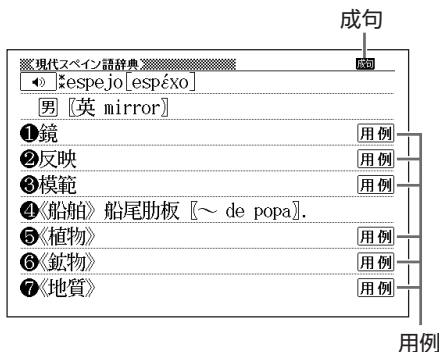 成句
現代スペイン語辞典 成句
⁑espejo[espέxo]
男〖英 mirror〗
❶鏡 用例
❷反映 用例
❸模範 用例
❹《船舶》船尾肋板〖～ de popa〗.
❺《植物》 用例
❻《鉱物》 用例
❼《地質》 用例
用例